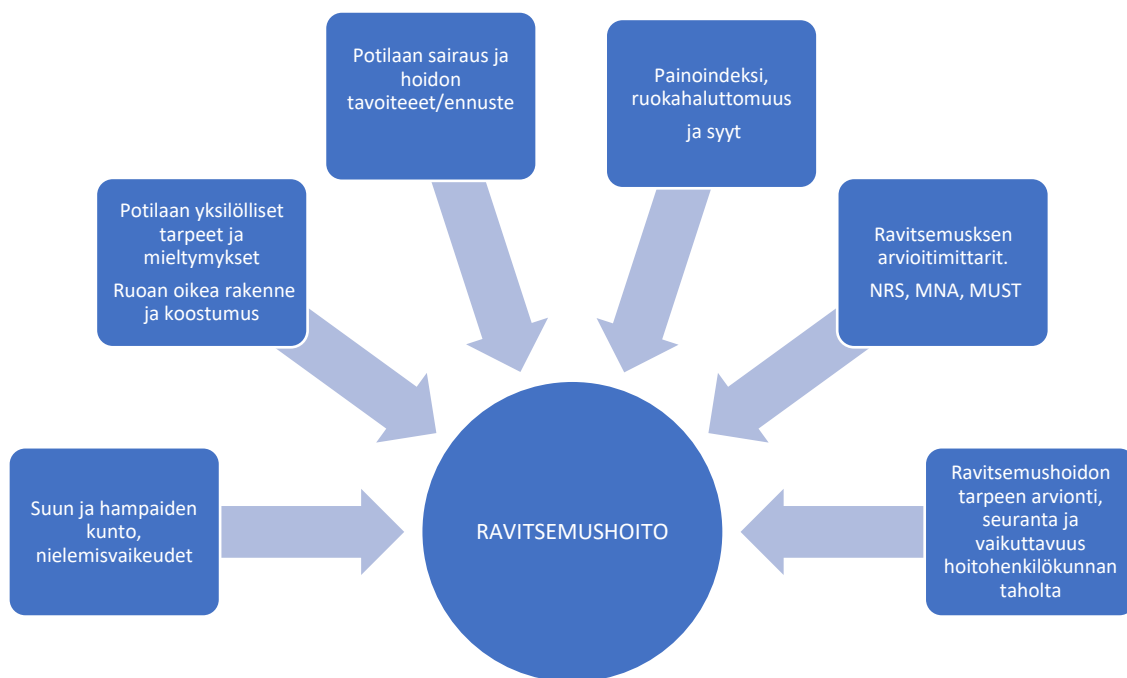 Potilaan sairaus ja
hoidon
tavoiteeet/ennuste
Painoindeksi,
ruokahaluttomuus
ja syyt
Potilaan yksilölliset
tarpeet ja
mieltymykset
Ruoan oikea rakenne
ja koostumus
Ravitsemusksen
arvioitimittarit.
NRS, MNA, MUST
Suun ja hampaiden
kunto,
nielemisvaikeudet
RAVITSEMUSHOITO
Ravitsemushoidon
tarpeen arvionti,
seuranta ja
vaikuttavuus
hoitohenkilökunnan
taholta